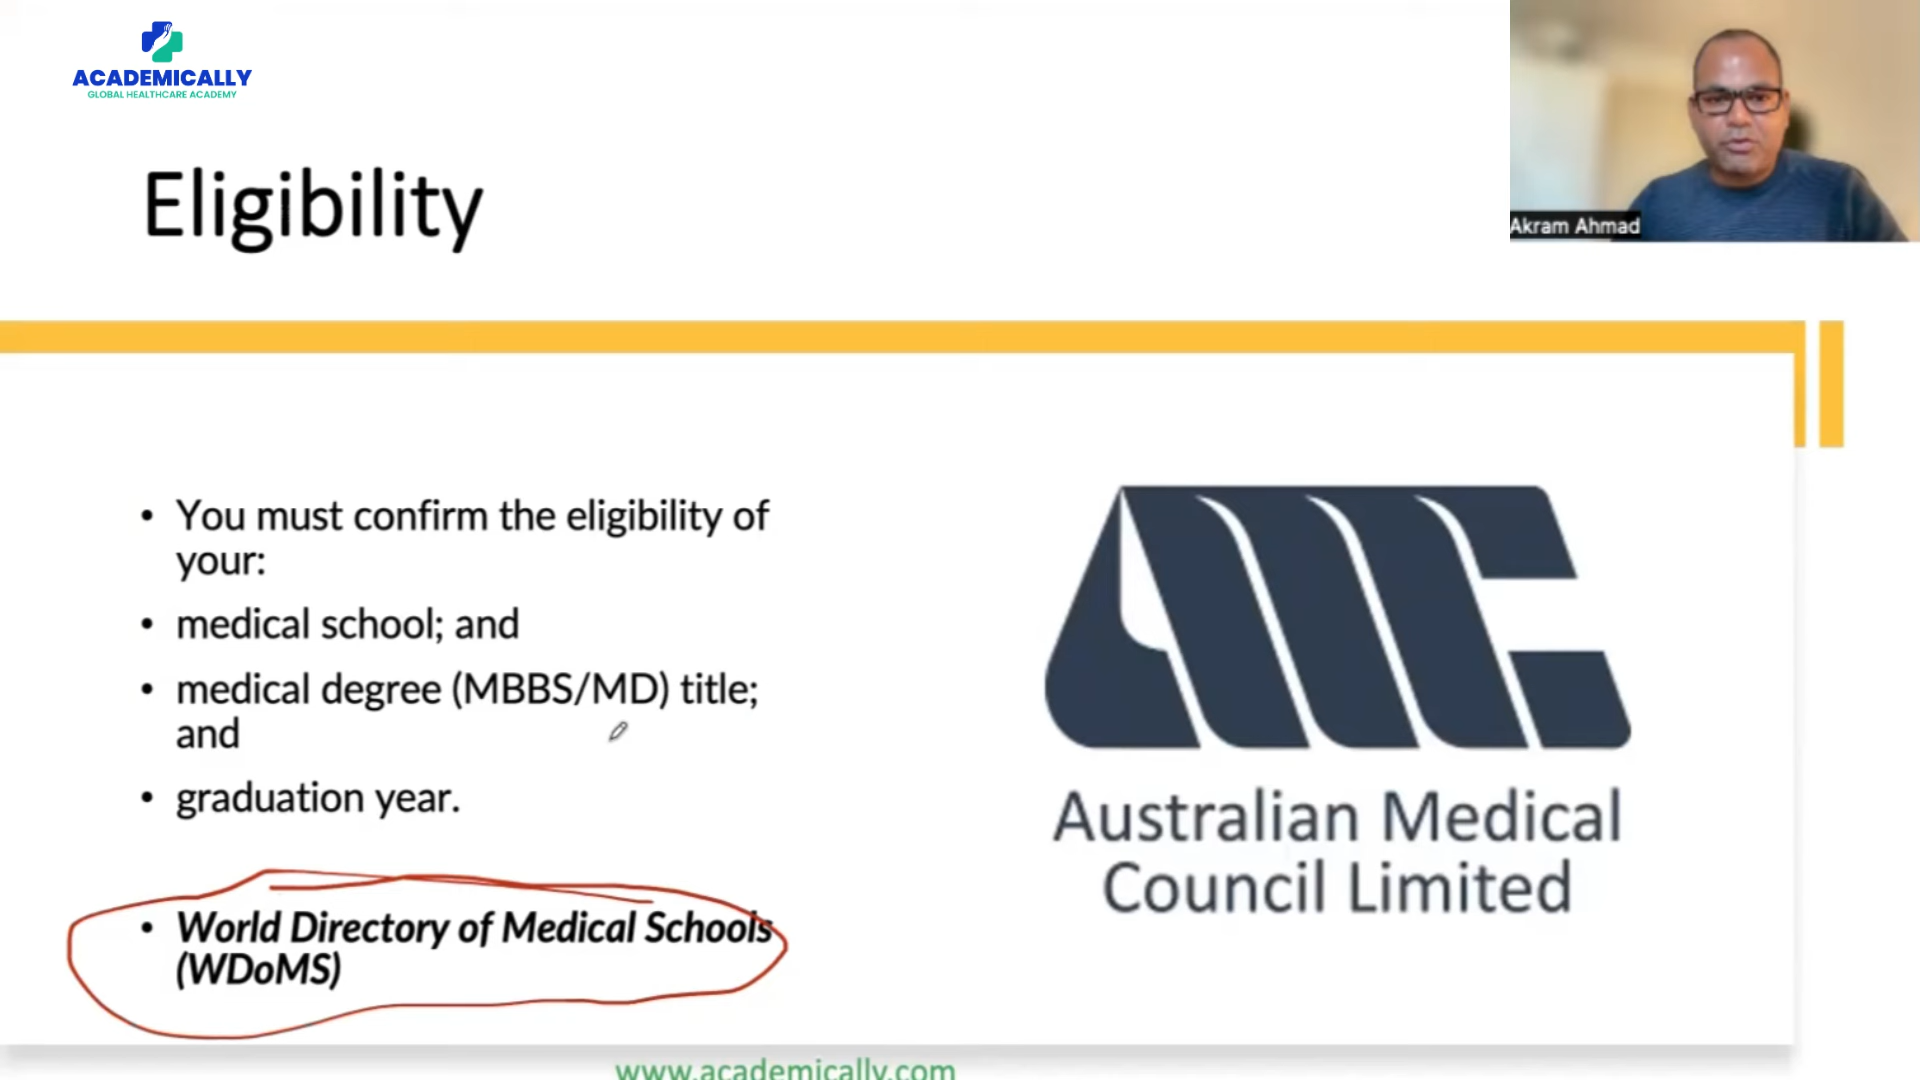 ACADEMICALLY
GLOBAL HEALTHCARE ACADEMY
Akram Ahmad
Eligibility
• You must confirm the eligibility of
your:
• medical school; and
• medical degree (MBBS/MD) title;
and
• graduation year.
• World Directory of Medical Schools
(WDoMS)
Australian Medical
Council Limited
www.academically.com